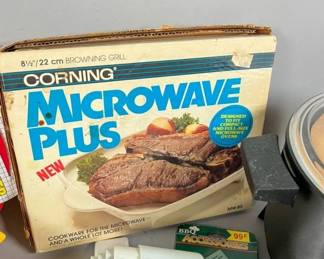 8½"/22 cm BROWNING GRILL
CORNING
MICROWAVE
PLUS
DESIGNED
TO FIT
COMPACT
AND FULL-SIZE
MICROWAVE
OVENS
NEW
COOKWARE FOR THE MICROWAVE
AND A WHOLE LOT MORE!
BBQ
99¢